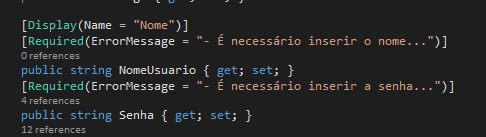 [Display(Name = "Nome")]
[Required(ErrorMessage = "- É necessário inserir o nome...")]
0 references
public string NomeUsuario { get; set; }
[Required(ErrorMessage = "- É necessário inserir a senha...")]
4 references
public string Senha { get; set; }
12 references